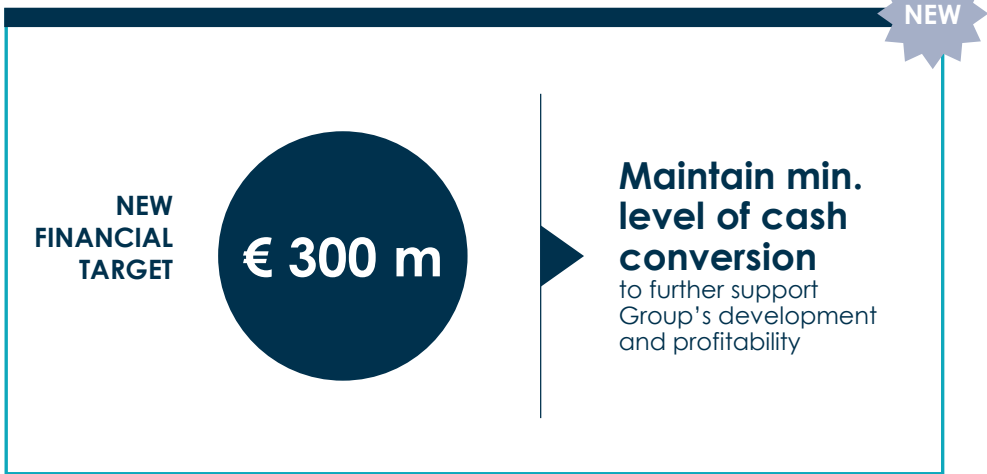 NEW
NEW
FINANCIAL
TARGET
€ 300 m
Maintain min.
level of cash
conversion
to further support
Group’s development
and profitability